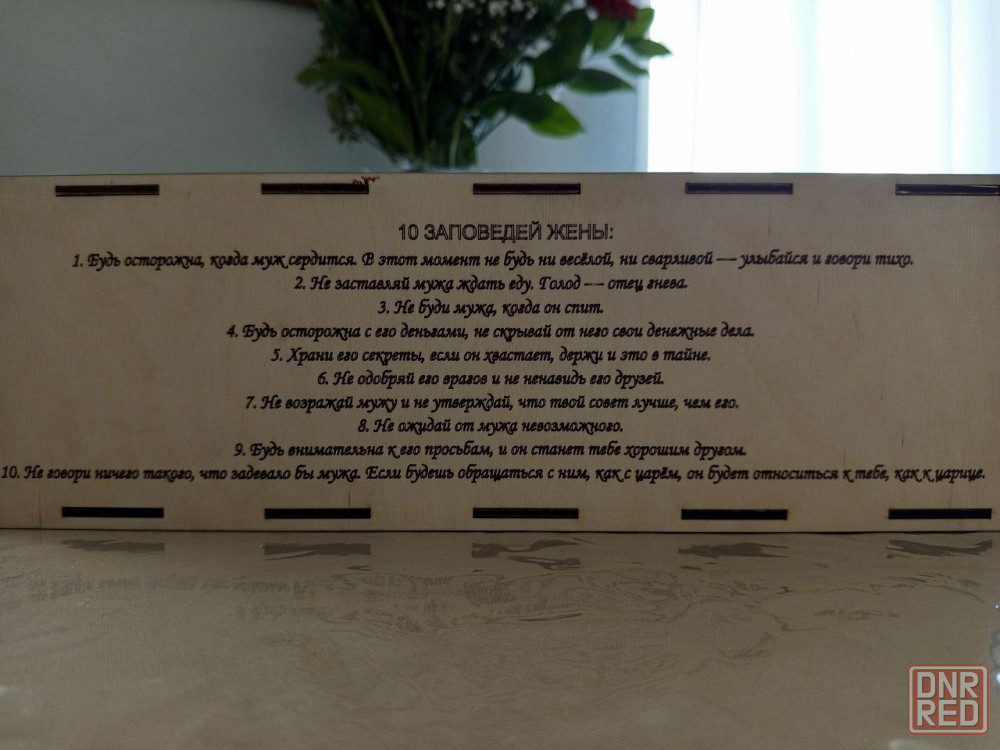 10 ЗАПОВЕДЕЙ ЖЕНЫ:
1. Будь осторожна, когда муж сердится. В этот момент не будь ни весёлой, ни сварливой — улыбайся и говори тихо.
2. Не заставляй мужа ждать еду. Голод — отец гнева.
3. Не буди мужа, когда он спит.
4. Будь осторожна с его деньгами, не скрывай от него свои денежные дела.
5. Храни его секреты, если он хвастает, держи и это в тайне.
6. Не одобряй его врагов и не ненавидь его друзей.
7. Не возражай мужу и не утверждай, что твой совет лучше, чем его.
8. Не ожидай от мужа невозможного.
9. Будь внимательна к его просьбам, и он станет тебе хорошим другом.
10. Не говори ничего такого, что задевало бы мужа. Если будешь обращаться с ним, как с царём, он будет относиться к тебе, как к царице.
DNR
RED